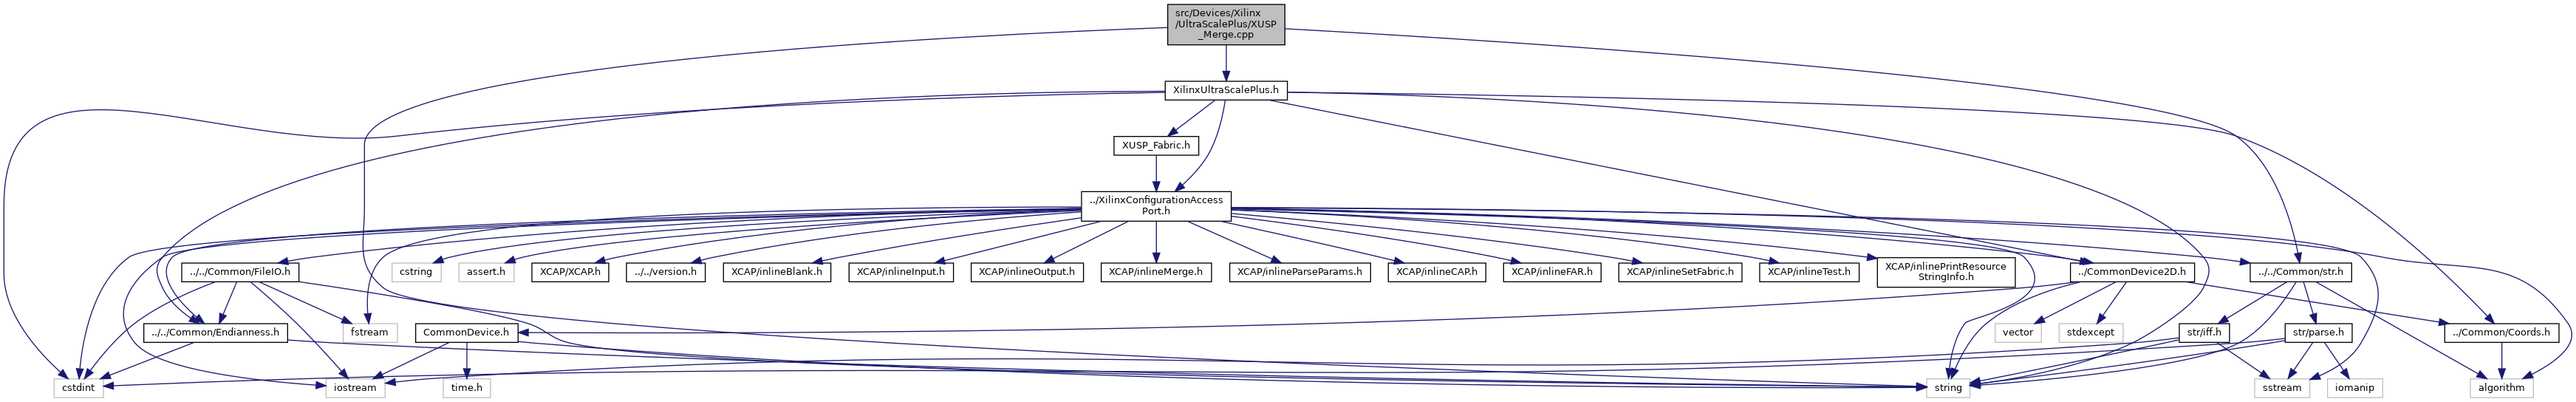 src/Devices/Xilinx
/UltraScalePlus/XUSP
_Merge.cpp
XilinxUltraScalePlus.h
XUSP_Fabric.h
../XilinxConfigurationAccess
Port.h
../../Common/FileIO.h
cstring
assert.h
XCAP/XCAP.h
../../version.h
XCAP/inlineBlank.h
XCAP/inlineInput.h
XCAP/inlineOutput.h
XCAP/inlineMerge.h
XCAP/inlineParseParams.h
XCAP/inlineCAP.h
XCAP/inlineFAR.h
XCAP/inlineSetFabric.h
XCAP/inlineTest.h
XCAP/inlinePrintResource
StringInfo.h
../CommonDevice2D.h
../../Common/str.h
../../Common/Endianness.h
fstream
CommonDevice.h
vector
stdexcept
str/iff.h
str/parse.h
../Common/Coords.h
cstdint
iostream
time.h
string
sstream
iomanip
algorithm